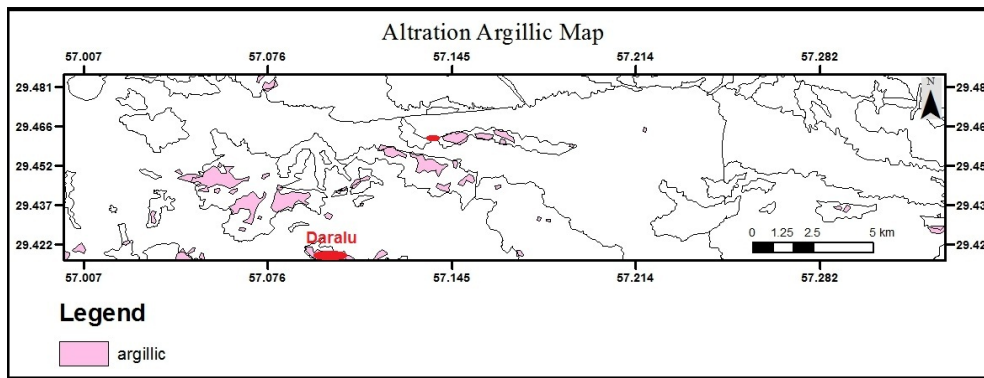 Altration Argillic Map
57.007 57.076 57.145 57.214 57.282
N
29.481 29.48
29.466 29.46
29.452 29.45
29.437 29.43
29.422 29.42
Daralu
0 1.25 2.5 5 km
57.007 57.076 57.145 57.214 57.282
Legend
argillic